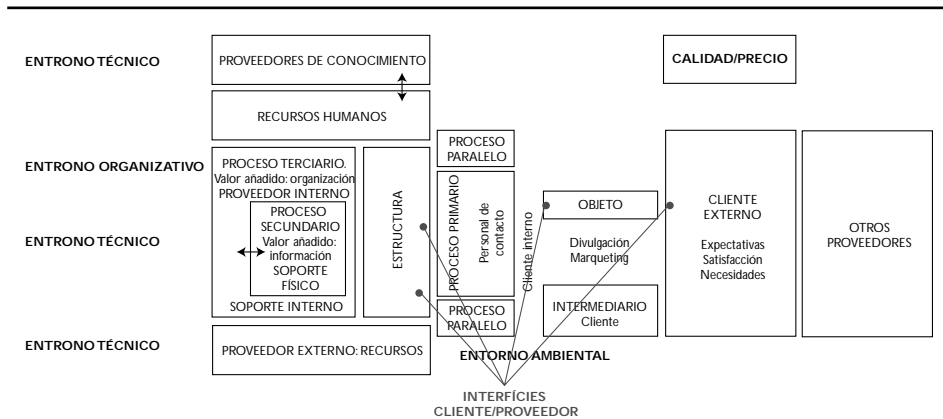 ENTRONO TÉCNICO
PROVEEDORES DE CONOCIMIENTO
CALIDAD/PRECIO
RECURSOS HUMANOS
ENTRONO ORGANIZATIVO
PROCESO TERCIARIO.
Valor añadido: organización
PROVEEDOR INTERNO
PROCESO
SECUNDARIO
Valor añadido:
información
SOPORTE
FÍSICO
SOPORTE INTERNO
ENTRONO TÉCNICO
ESTRUCTURA
PROCESO
PARALELO
PROCESO PRIMARIO
Personal de
contacto
PROCESO
PARALELO
Cliente interno
OBJETO
Divulgación
Marqueting
INTERMEDIARIO
Cliente
CLIENTE
EXTERNO
Expectativas
Satisfacción
Necesidades
OTROS
PROVEEDORES
ENTRONO TÉCNICO
PROVEEDOR EXTERNO: RECURSOS
ENTORNO AMBIENTAL
INTERFÍCIES
CLIENTE/PROVEEDOR